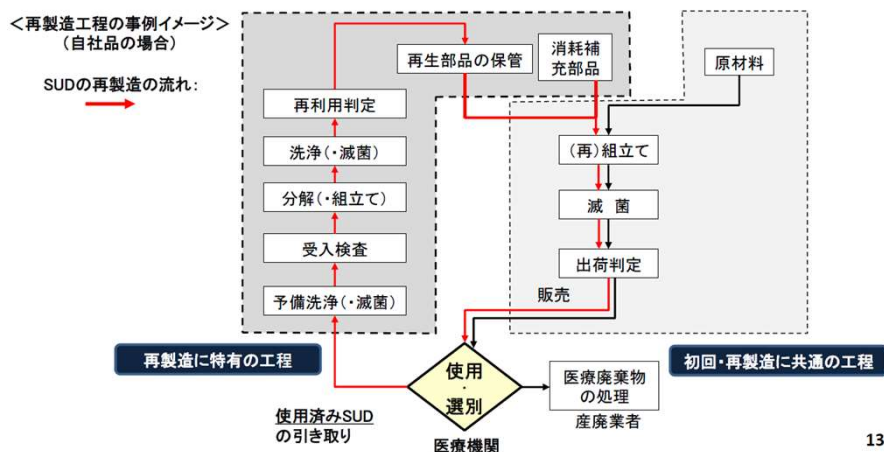 <再製造工程の事例イメージ>
(自社品の場合)
SUDの再製造の流れ:
再生部品の保管
消耗補
充部品
原材料
再利用判定
洗浄(・滅菌)
分解(・組立て)
受入検査
予備洗浄(・滅菌)
(再)組立て
滅 菌
出荷判定
販売
再製造に特有の工程
初回・再製造に共通の工程
使用
・
選別
医療廃棄物
の処理
産廃業者
使用済みSUD
の引き取り
医療機関
13